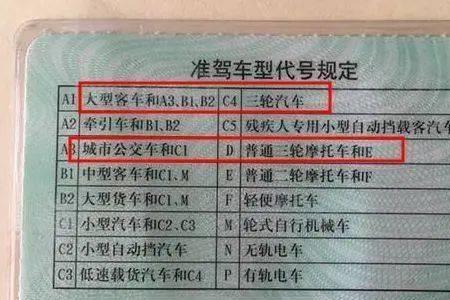 准驾车型代号规定
A1 大型客车和A3、B1、B2 C4 三轮汽车
A2 牵引车和B1、B2 C5 残疾人专用小型自动挡载客汽车
A3 城市公交车和C1 D 普通三轮摩托车和E
B1 中型客车和C1、M E 普通二轮摩托车和F
B2 大型货车和C1、M F 轻便摩托车
C1 小型汽车和C2、C3 M 轮式自行机械车
C2 小型自动挡汽车 N 无轨电车
C3 低速载货汽车和C4 P 有轨电车